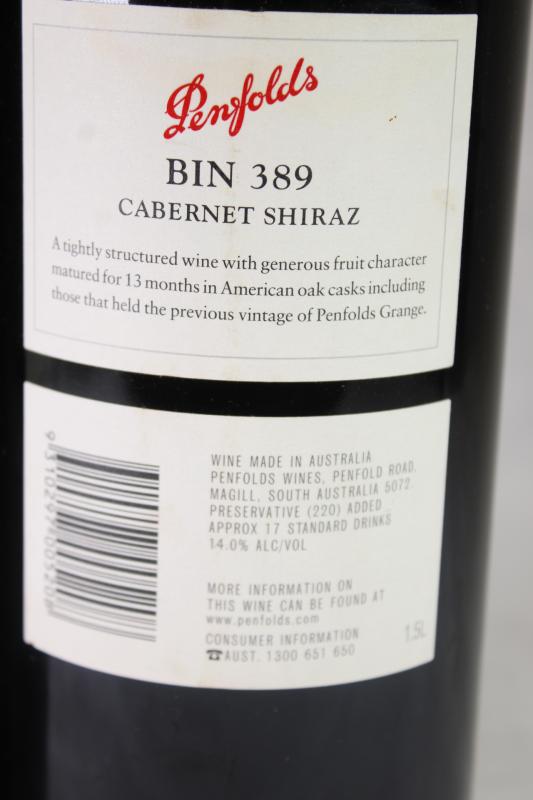 Penfolds
BIN 389
CABERNET SHIRAZ
A tightly structured wine with generous fruit character
matured for 13 months in American oak casks including
those that held the previous vintage of Penfolds Grange.
WINE MADE IN AUSTRALIA
PENFOLDS WINES, PENFOLD ROAD,
MAGILL, SOUTH AUSTRALIA 5072
PRESERVATIVE (220) ADDED
APPROX 17 STANDARD DRINKS
14.0% ALC/VOL
MORE INFORMATION ON
THIS WINE CAN BE FOUND AT
www.penfolds.com
CONSUMER INFORMATION
☎AUST. 1300 651 650
1.5L